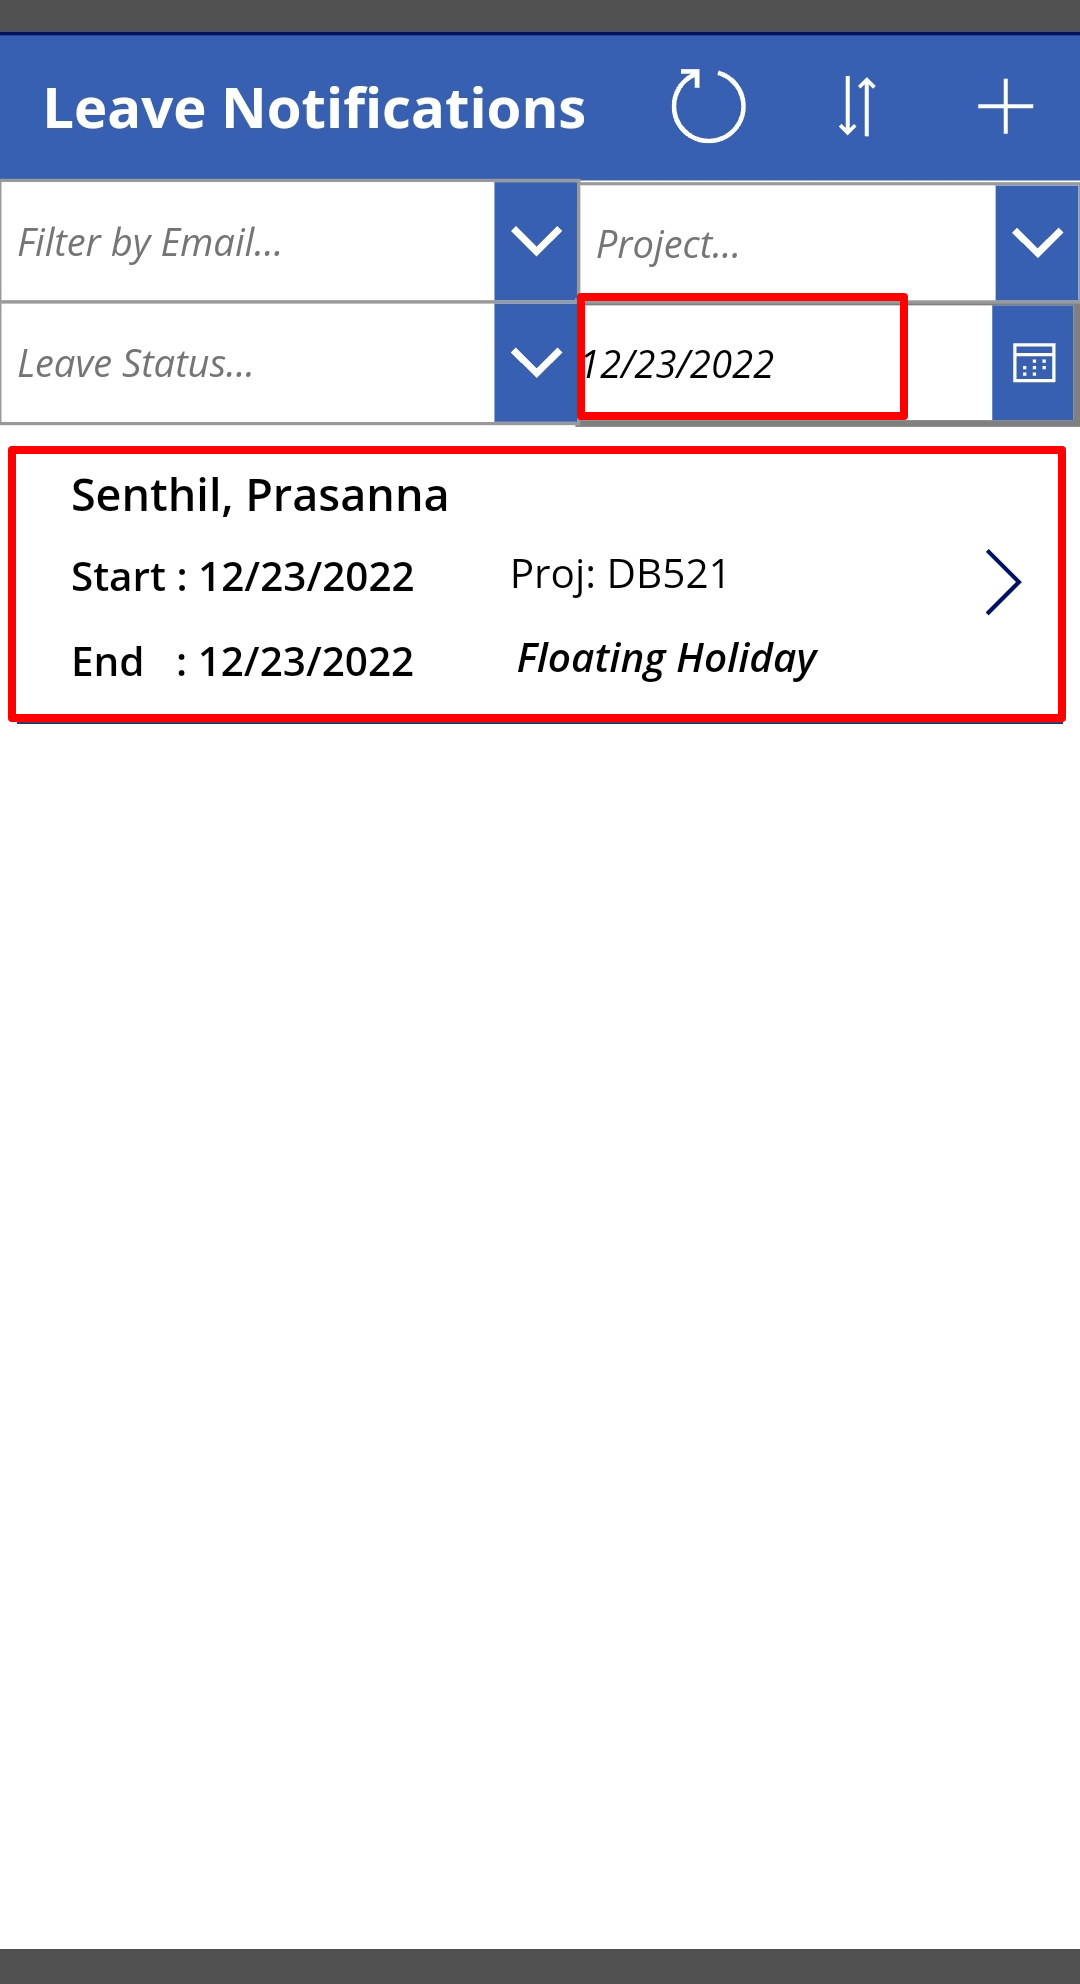 Leave Notifications
Filter by Email...
Project...
Leave Status...
12/23/2022
Senthil, Prasanna
Start : 12/23/2022
Proj: DB521
End : 12/23/2022
Floating Holiday